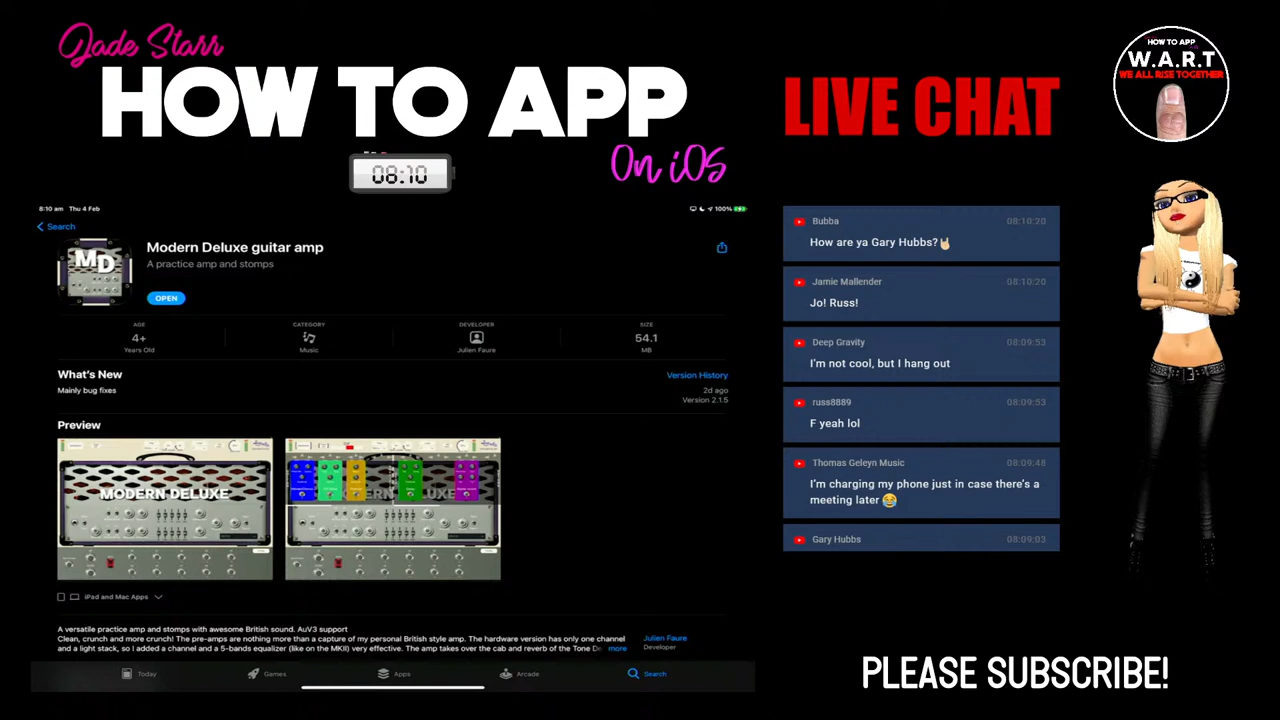 Jade Starr
HOW TO APP
On iOS
08:10
LIVE CHAT
HOW TO APP
W.A.R.T
WE ALL RISE TOGETHER
8:10 am Thu 4 Feb
100%
Search
MD
Modern Deluxe guitar amp
A practice amp and stomps
OPEN
AGE
4+
Years Old
CATEGORY
Music
DEVELOPER
Julien Faure
SIZE
54.1
MB
What's New
Version History
Mainly bug fixes
2d ago
Version 2.1.5
Preview
MODERN DELUXE
iPad and Mac Apps
A versatile practice amp and stomps with awesome British sound. AuV3 support
Clean, crunch and more crunch! The pre-amps are nothing more than a capture of my personal British style amp. The hardware version has only one channel
and a light stack, so I added a channel and a 5-bands equalizer (like on the MKII) very effective. The amp takes over the cab and reverb of the Tone De more
Julien Faure
Developer
Today
Games
Apps
Arcade
Search
Bubba 08:10:20
How are ya Gary Hubbs?🤘🏻
Jamie Mallender 08:10:20
Jo! Russ!
Deep Gravity 08:09:53
I'm not cool, but I hang out
russ8889 08:09:53
F yeah lol
Thomas Geleyn Music 08:09:48
I'm charging my phone just in case there's a
meeting later 😂
Gary Hubbs 08:09:03
PLEASE SUBSCRIBE!